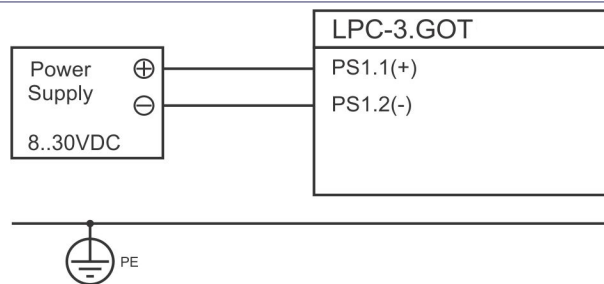 LPC-3.GOT
Power
Supply
8..30VDC
PS1.1(+)
PS1.2(-)
PE